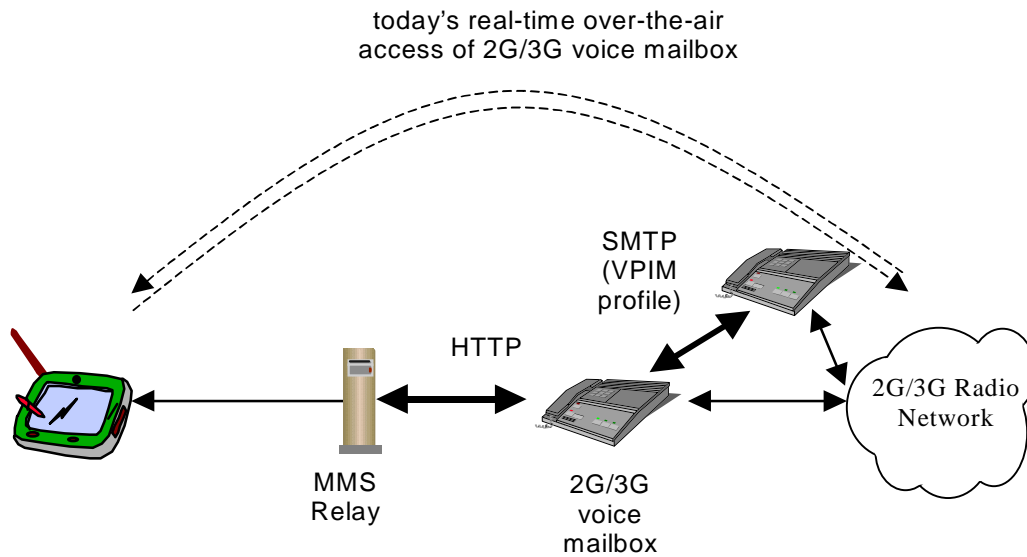 today's real-time over-the-air
access of 2G/3G voice mailbox
SMTP
(VPIM
profile)
HTTP
2G/3G Radio
Network
MMS
Relay
2G/3G
voice
mailbox